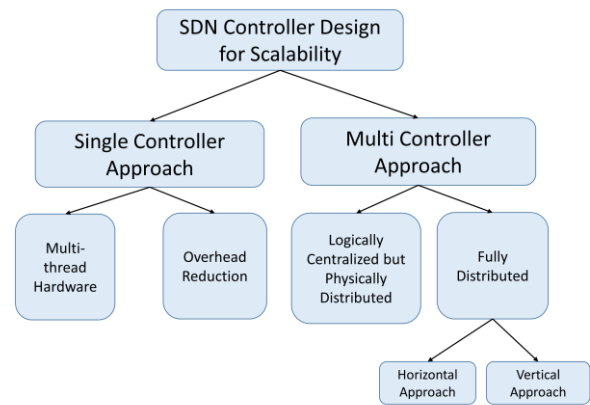 SDN Controller Design
for Scalability
Single Controller
Approach
Multi Controller
Approach
Multi-
thread
Hardware
Overhead
Reduction
Logically
Centralized but
Physically
Distributed
Fully
Distributed
Horizontal
Approach
Vertical
Approach